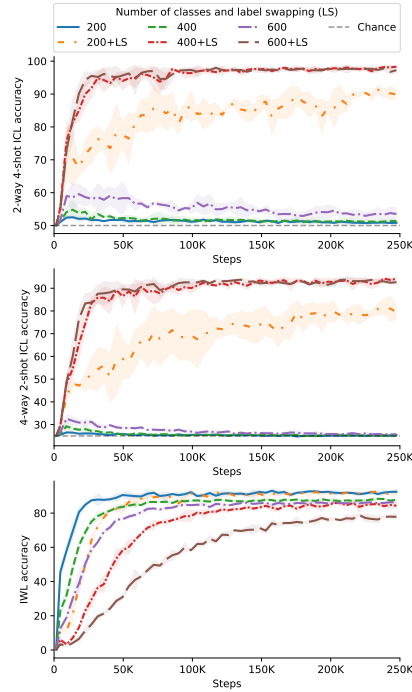 Number of classes and label swapping (LS)
200 400 600 Chance
200+LS 400+LS 600+LS
2-way 4-shot ICL accuracy
100
90
80
70
60
50
0 50K 100K 150K 200K 250K
Steps
4-way 2-shot ICL accuracy
90
80
70
60
50
40
30
0 50K 100K 150K 200K 250K
Steps
IWL accuracy
80
60
40
20
0
0 50K 100K 150K 200K 250K
Steps